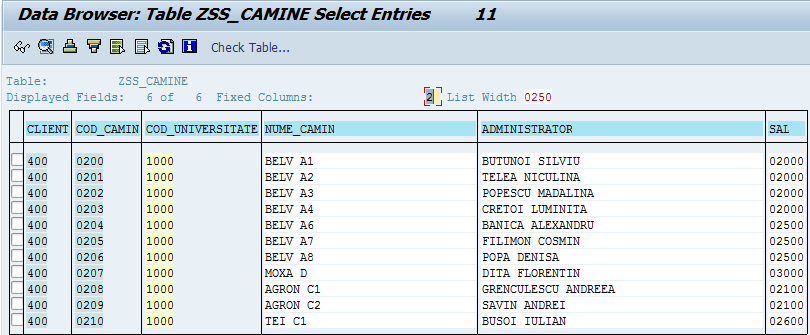 Data Browser: Table ZSS_CAMINE Select Entries 11
Check Table...
Table: ZSS_CAMINE
Displayed Fields: 6 of 6 Fixed Columns: 2 List Width 0250
CLIENT COD_CAMIN COD_UNIVERSITATE NUME_CAMIN ADMINISTRATOR SAL
400 0200 1000 BELV A1 BUTUNOI SILVIU 02000
400 0201 1000 BELV A2 TELEA NICULINA 02000
400 0202 1000 BELV A3 POPESCU MADALINA 02000
400 0203 1000 BELV A4 CRETOI LUMINITA 02000
400 0204 1000 BELV A6 BANICA ALEXANDRU 02500
400 0205 1000 BELV A7 FILIMON COSMIN 02500
400 0206 1000 BELV A8 POPA DENISA 02500
400 0207 1000 MOXA D DITA FLORENTIN 03000
400 0208 1000 AGRON C1 GRENCULESCU ANDREEA 02100
400 0209 1000 AGRON C2 SAVIN ANDREI 02100
400 0210 1000 TEI C1 BUSOI IULIAN 02600